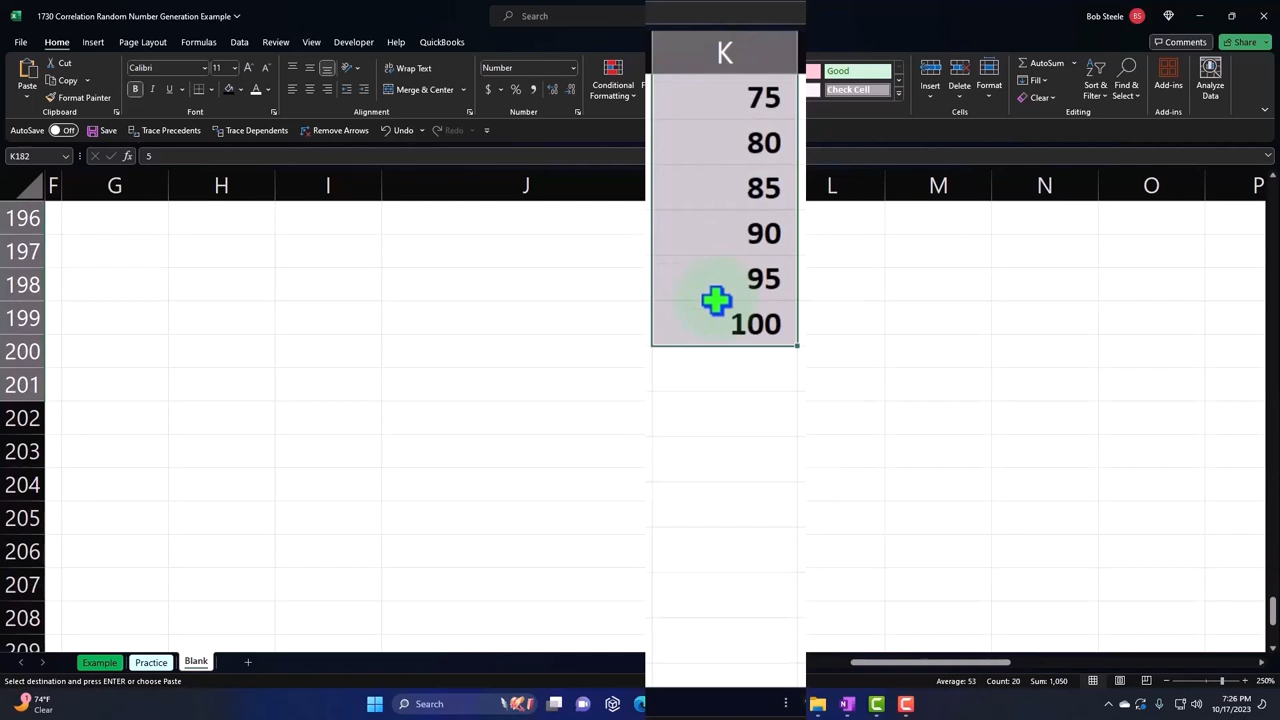 1730 Correlation Random Number Generation Example
Search
Bob Steele BS
File Home Insert Page Layout Formulas Data Review View Developer Help QuickBooks
Comments Share
Cut
Copy
Format Painter
Clipboard
Calibri 11
B I U
Font
Wrap Text
Merge & Center
Alignment
Number
$ % ,
Number
Conditional
Formatting
Good
Check Cell
Insert Delete Format
Cells
AutoSum
Fill
Clear
Sort &
Filter
Find &
Select
Editing
Add-ins
Add-ins
Analyze
Data
AutoSave Off Save Trace Precedents Trace Dependents Remove Arrows Undo Redo
K182 fx 5
F G H I J K L M N O P
75
80
85
90
95
100
196
197
198
199
200
201
202
203
204
205
206
207
208
209
Example Practice Blank
Select destination and press ENTER or choose Paste
Average: 53 Count: 20 Sum: 1,050
250%
74°F
Clear
Search
7:26 PM
10/17/2023